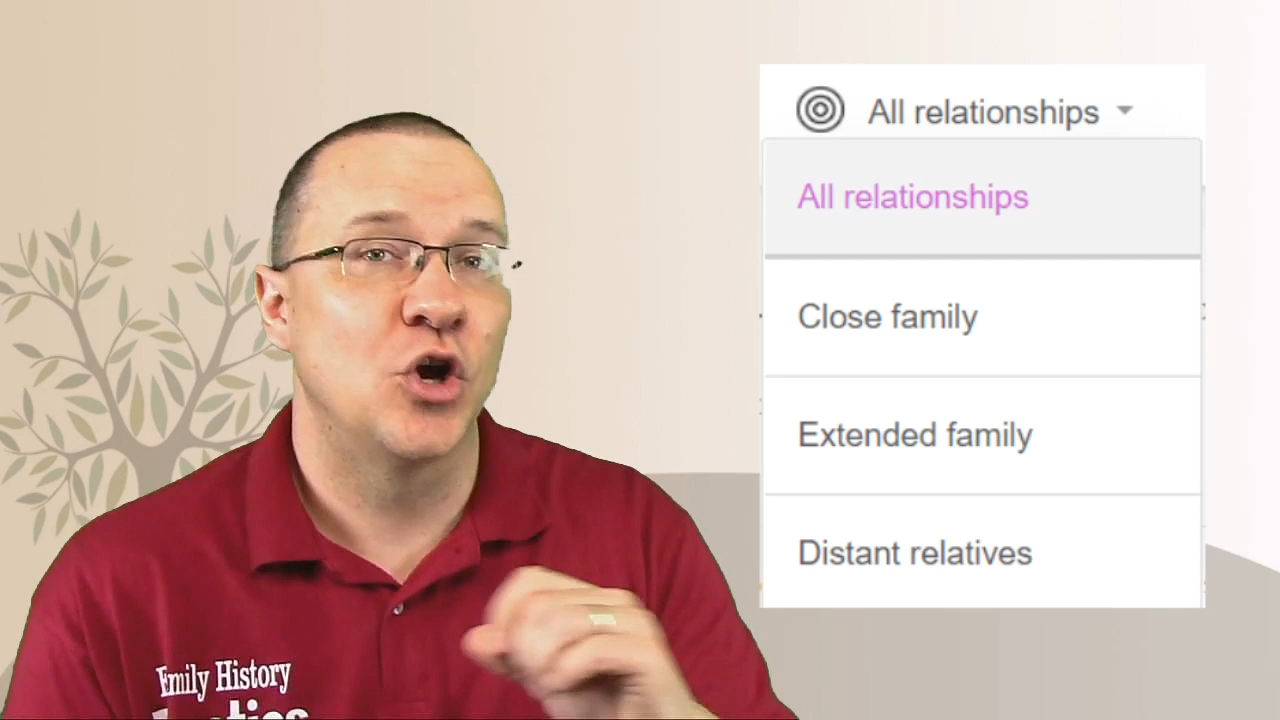 All relationships
All relationships
Close family
Extended family
Distant relatives
Emily History